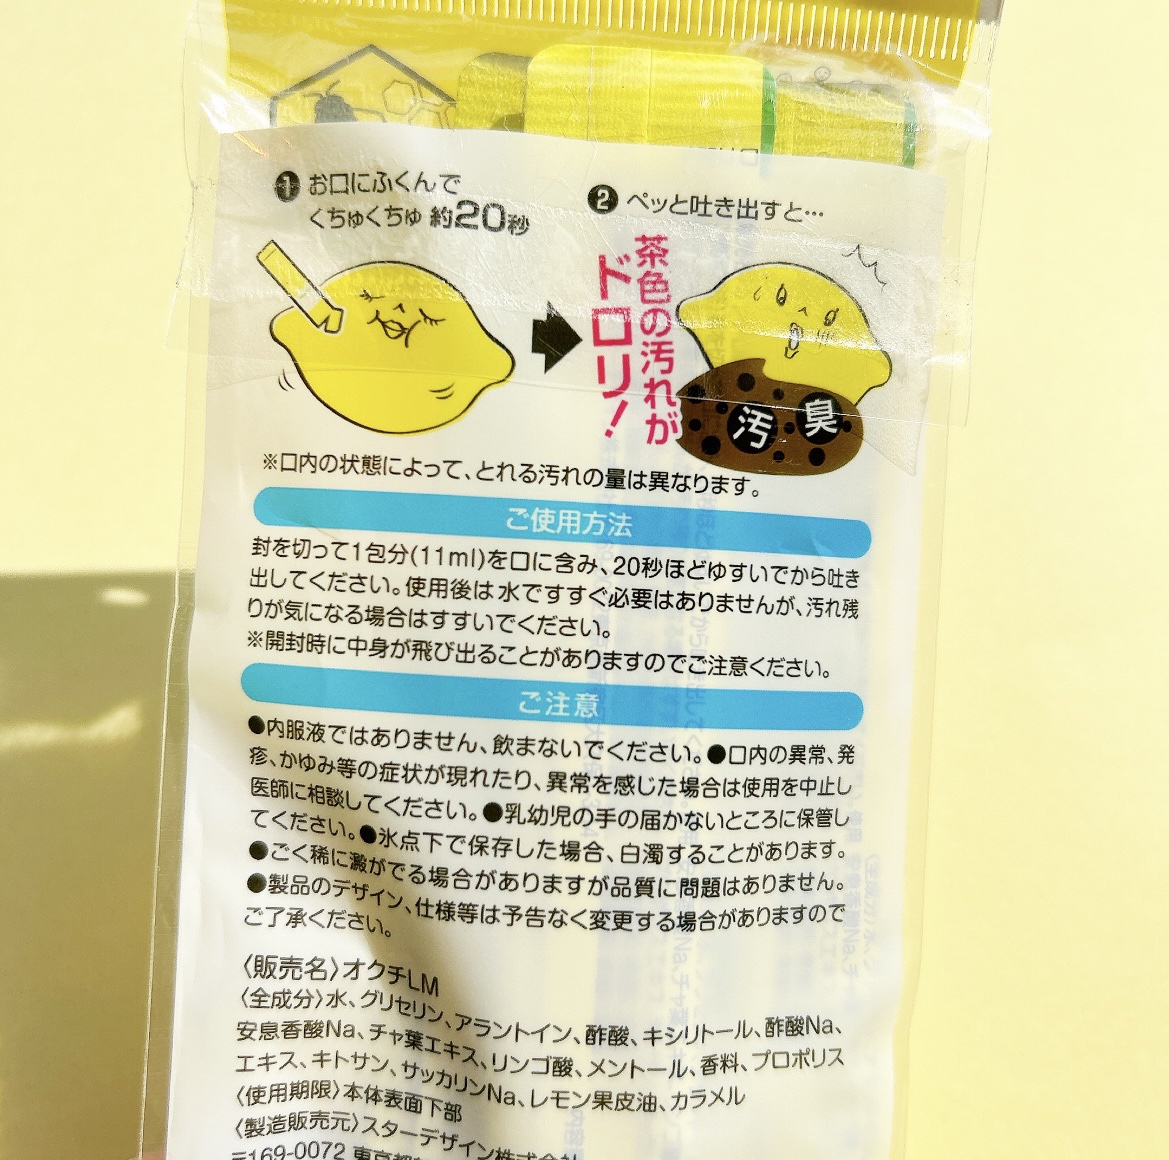 ① お口にふくんで
くちゅくちゅ 約20秒
② ペッと吐き出すと…
茶色の汚れが
ドロリ!
汚 臭
※口内の状態によって、とれる汚れの量は異なります。
ご使用方法
封を切って1包分(11ml)を口に含み、20秒ほどゆすいでから吐き
出してください。使用後は水ですすぐ必要はありませんが、汚れ残
りが気になる場合はすすいでください。
※開封時に中身が飛び出ることがありますのでご注意ください。
ご注意
●内服液ではありません、飲まないでください。●口内の異常、発
疹、かゆみ等の症状が現れたり、異常を感じた場合は使用を中止し
医師に相談してください。●乳幼児の手の届かないところに保管し
てください。●氷点下で保存した場合、白濁することがあります。
●ごく稀に澱がでる場合がありますが品質に問題はありません。
●製品のデザイン、仕様等は予告なく変更する場合がありますので
ご了承ください。
〈販売名〉オクチLM
〈全成分〉水、グリセリン、アラントイン、酢酸、キシリトール、酢酸Na、
安息香酸Na、チャ葉エキス、リンゴ酸、メントール、香料、プロポリス
エキス、キトサン、サッカリンNa、レモン果皮油、カラメル
〈使用期限〉本体表面下部
〈製造販売元〉スターデザイン株式会社
〒169-0072 東京都